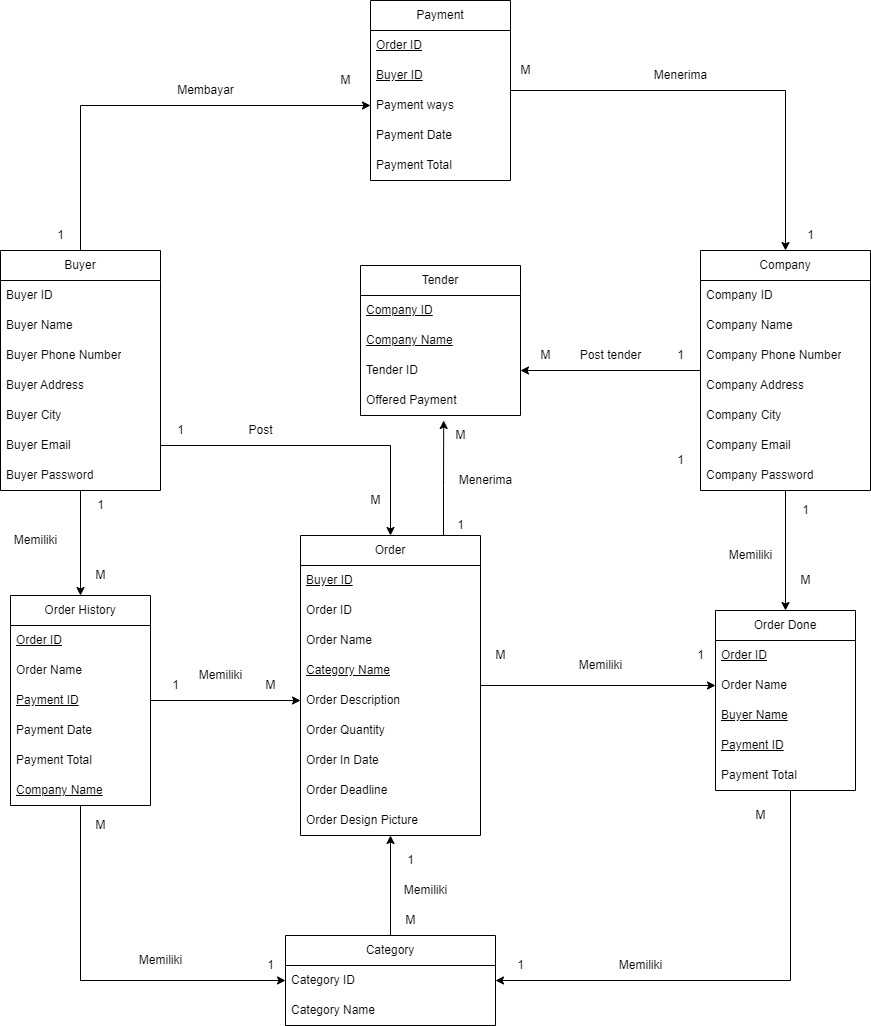 Payment
Order ID
Buyer ID
Payment ways
Payment Date
Payment Total
Membayar
M
M
Menerima
1
1
Buyer
Buyer ID
Buyer Name
Buyer Phone Number
Buyer Address
Buyer City
Buyer Email
Buyer Password
Tender
Company ID
Company Name
Tender ID
Offered Payment
Company
Company ID
Company Name
Company Phone Number
Company Address
Company City
Company Email
Company Password
M
Post tender
1
1
Post
M
M
Menerima
1
1
1
Memiliki
M
1
Memiliki
M
Order History
Order ID
Order Name
Payment ID
Payment Date
Payment Total
Company Name
Order
Buyer ID
Order ID
Order Name
Category Name
Order Description
Order Quantity
Order In Date
Order Deadline
Order Design Picture
Order Done
Order ID
Order Name
Buyer Name
Payment ID
Payment Total
1
Memiliki
M
M
Memiliki
1
M
M
1
Memiliki
M
Memiliki
1
1
Memiliki
Category
Category ID
Category Name